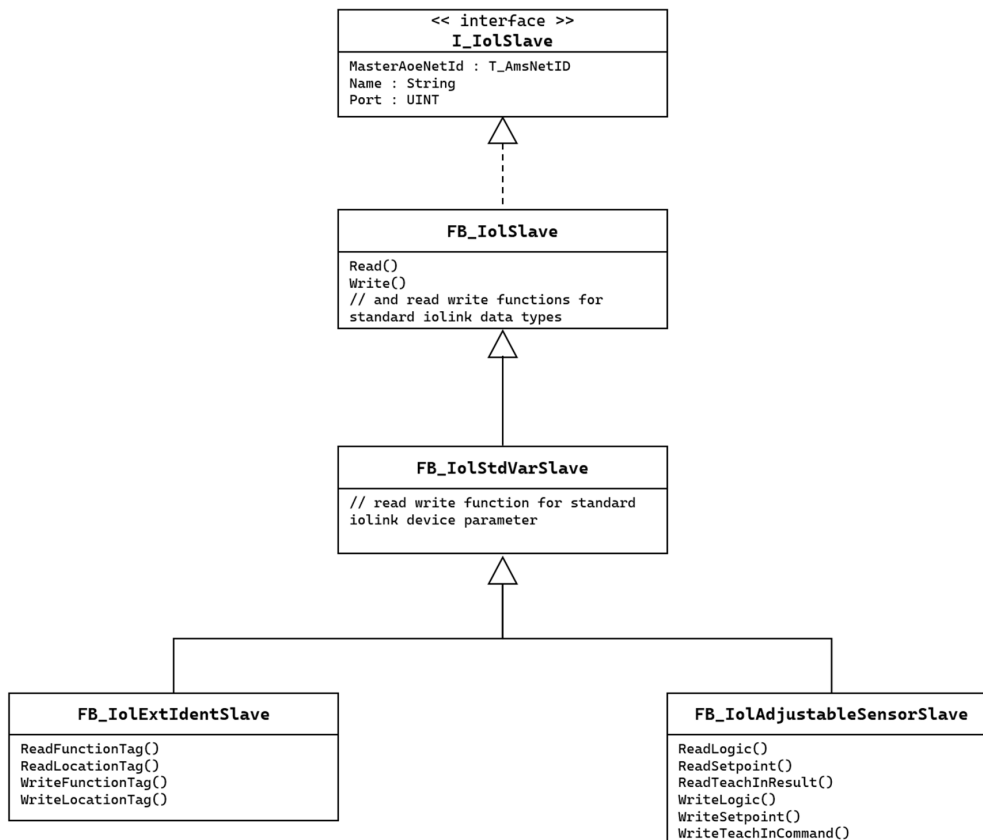 << interface >>
I_IolSlave
MasterAoeNetId : T_AmsNetID
Name : String
Port : UINT
FB_IolSlave
Read()
Write()
// and read write functions for
standard iolink data types
FB_IolStdVarSlave
// read write function for standard
iolink device parameter
FB_IolExtIdentSlave
ReadFunctionTag()
ReadLocationTag()
WriteFunctionTag()
WriteLocationTag()
FB_IolAdjustableSensorSlave
ReadLogic()
ReadSetpoint()
ReadTeachInResult()
WriteLogic()
WriteSetpoint()
WriteTeachInCommand()